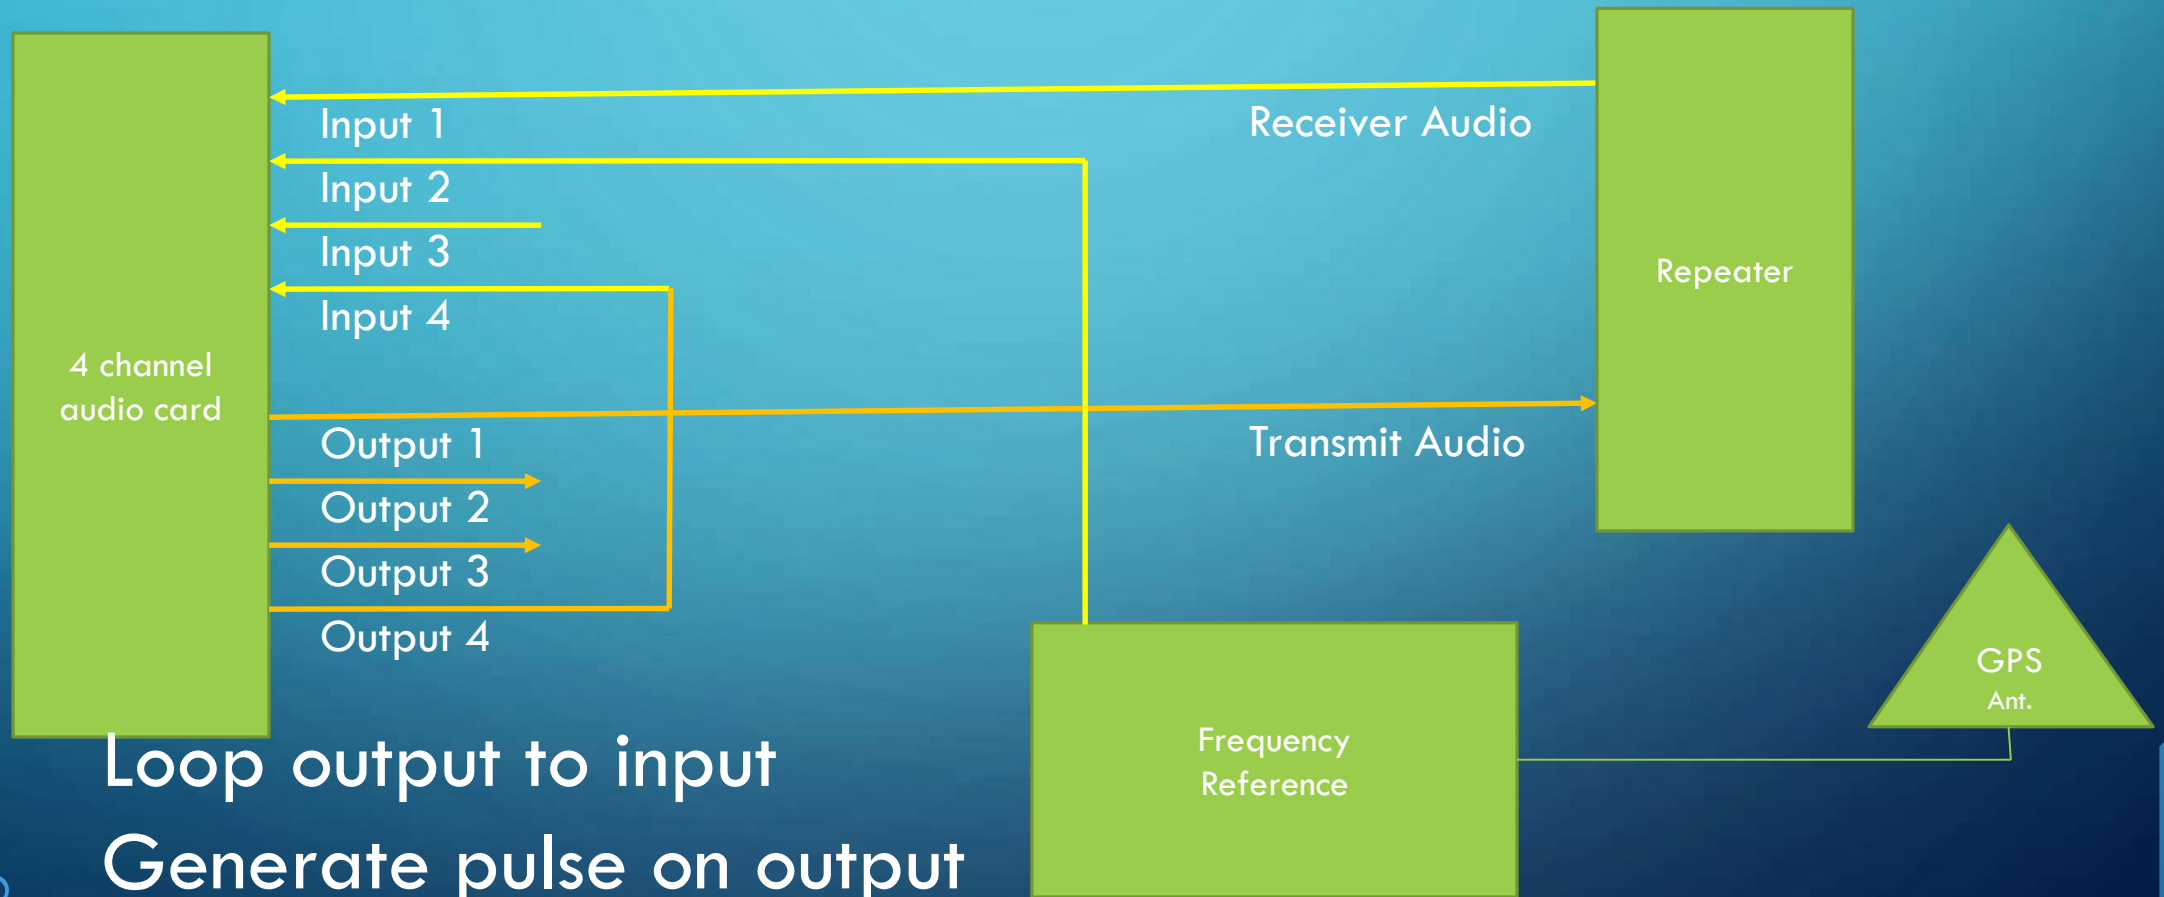 Input 1
Receiver Audio
Input 2
Input 3
Input 4
Repeater
4 channel
audio card
Output 1
Transmit Audio
Output 2
Output 3
Output 4
GPS
Ant.
Loop output to input
Frequency
Reference
Generate pulse on output